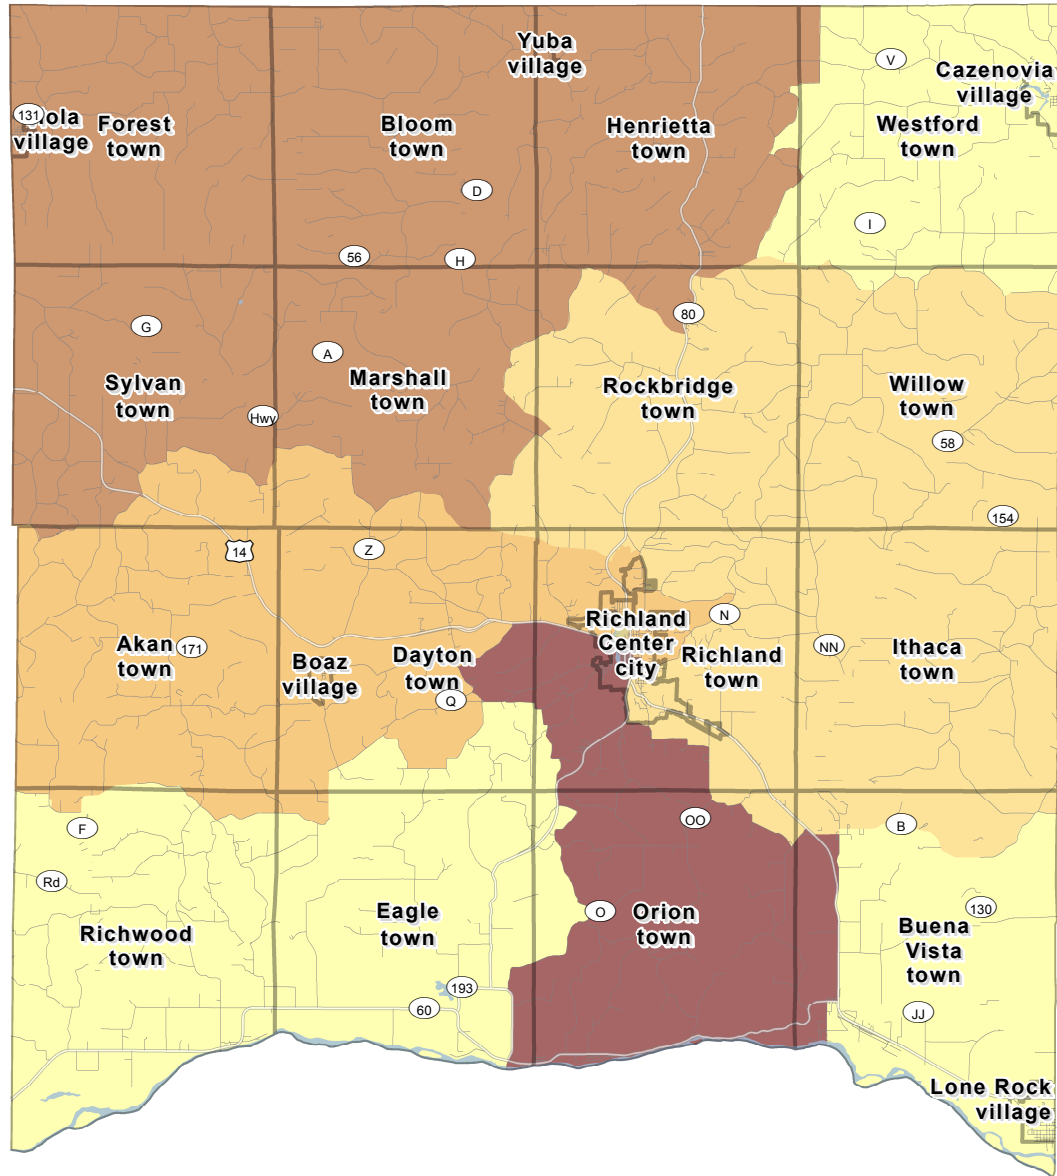 Yuba
village
V
Cazenovia
village
131
village
Forest
town
Bloom
town
Henrietta
town
Westford
town
D
I
56
H
G
80
A
Sylvan
town
Marshall
town
Rockbridge
town
Willow
town
Hwy
58
154
14
Z
Richland
Center
city
N
Akan
town
171
Boaz
village
Dayton
town
Richland
town
NN
Ithaca
town
Q
F
OO
B
Rd
Richwood
town
Eagle
town
O
Orion
town
130
Buena
Vista
town
193
60
JJ
Lone Rock
village